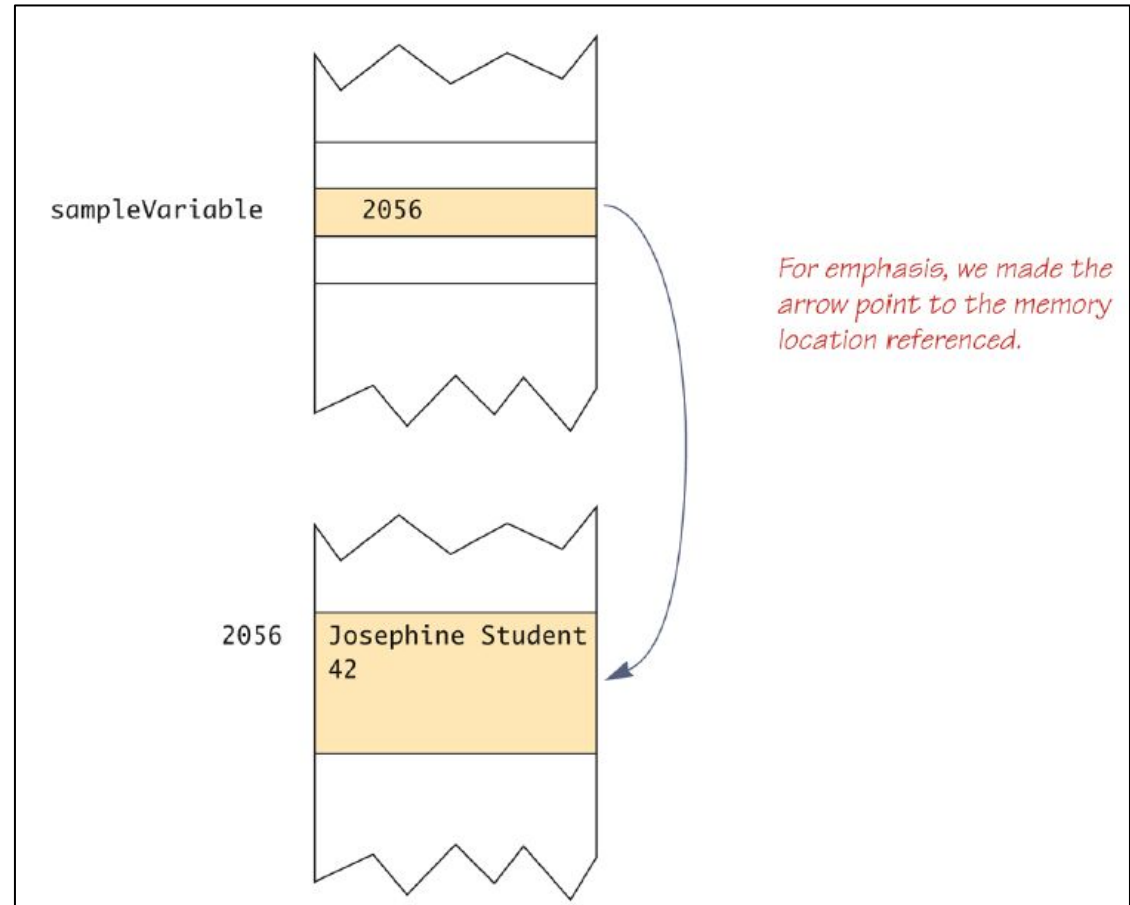 sampleVariable 2056
For emphasis, we made the
arrow point to the memory
location referenced.
2056 Josephine Student
42